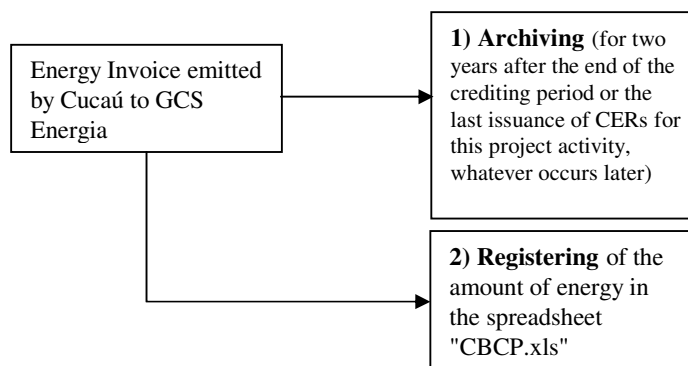 Energy Invoice emitted
by Cucaú to GCS
Energia
1) Archiving (for two
years after the end of the
crediting period or the
last issuance of CERs for
this project activity,
whatever occurs later)
2) Registering of the
amount of energy in
the spreadsheet
"CBCP.xls"